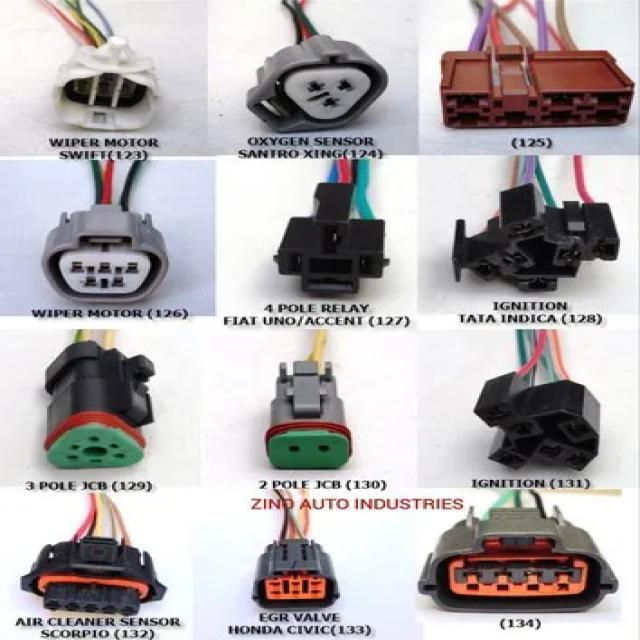 WIPER MOTOR
SWIFT(123)
OXYGEN SENSOR
SANTRO XING(124)
(125)
WIPER MOTOR (126)
4 POLE RELAY
FIAT UNO/ACCENT (127)
IGNITION
TATA INDICA (128)
3 POLE JCB (129)
2 POLE JCB (130)
IGNITION (131)
ZINO AUTO INDUSTRIES
AIR CLEANER SENSOR
SCORPIO (132)
EGR VALVE
HONDA CIVIC(133)
(134)